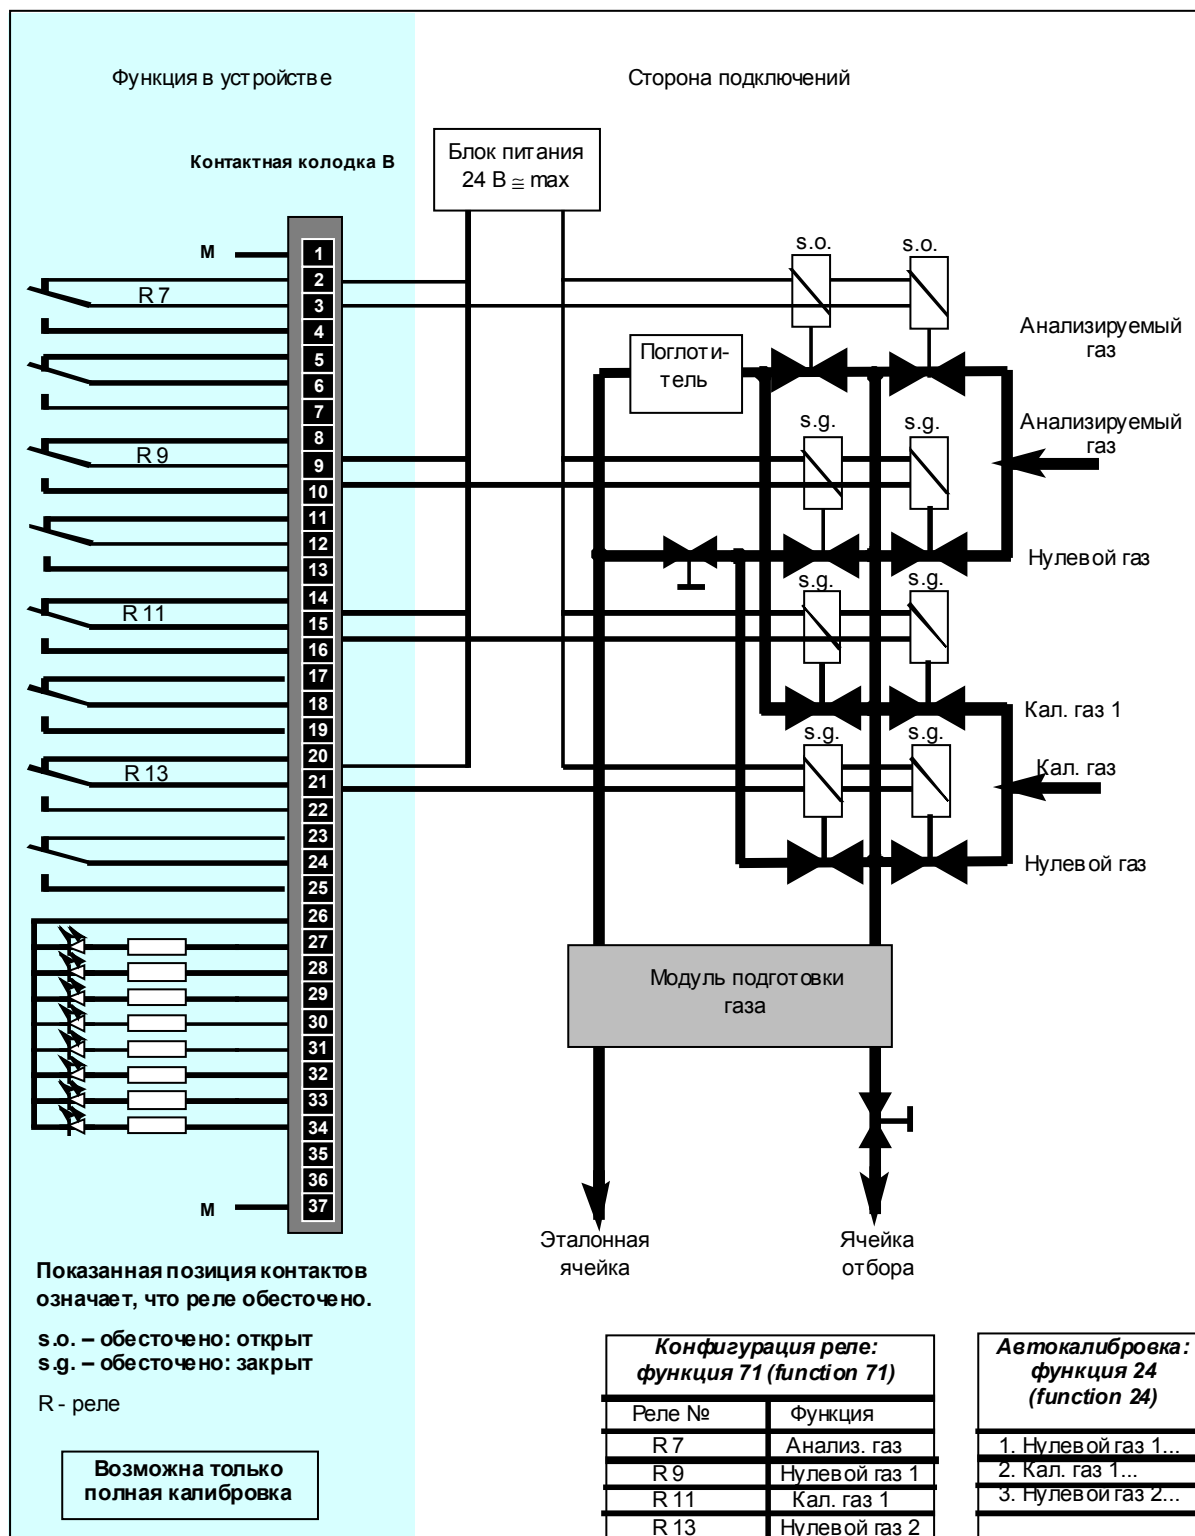 Функция в устройстве
Сторона подключений
Контактная колодка В
Блок питания
24 В ≅ max
M
1
2
3
4
5
6
7
8
9
10
11
12
13
14
15
16
17
18
19
20
21
22
23
24
25
26
27
28
29
30
31
32
33
34
35
36
37
M
R 7
R 9
R 11
R 13
s.o.
s.o.
Анализируемый
газ
Поглоти-
тель
s.g.
s.g.
Анализируемый
газ
Нулевой газ
s.g.
s.g.
Кал. газ 1
s.g.
s.g.
Кал. газ
Нулевой газ
Модуль подготовки
газа
Эталонная
ячейка
Ячейка
отбора
Показанная позиция контактов
означает, что реле обесточено.
s.o. – обесточено: открыт
s.g. – обесточено: закрыт
R - реле
Возможна только
полная калибровка
Конфигурация реле:
функция 71 (function 71)
Реле № Функция
R 7 Анализ. газ
R 9 Нулевой газ 1
R 11 Кал. газ 1
R 13 Нулевой газ 2
Автокалибровка:
функция 24
(function 24)
1. Нулевой газ 1...
2. Кал. газ 1...
3. Нулевой газ 2...